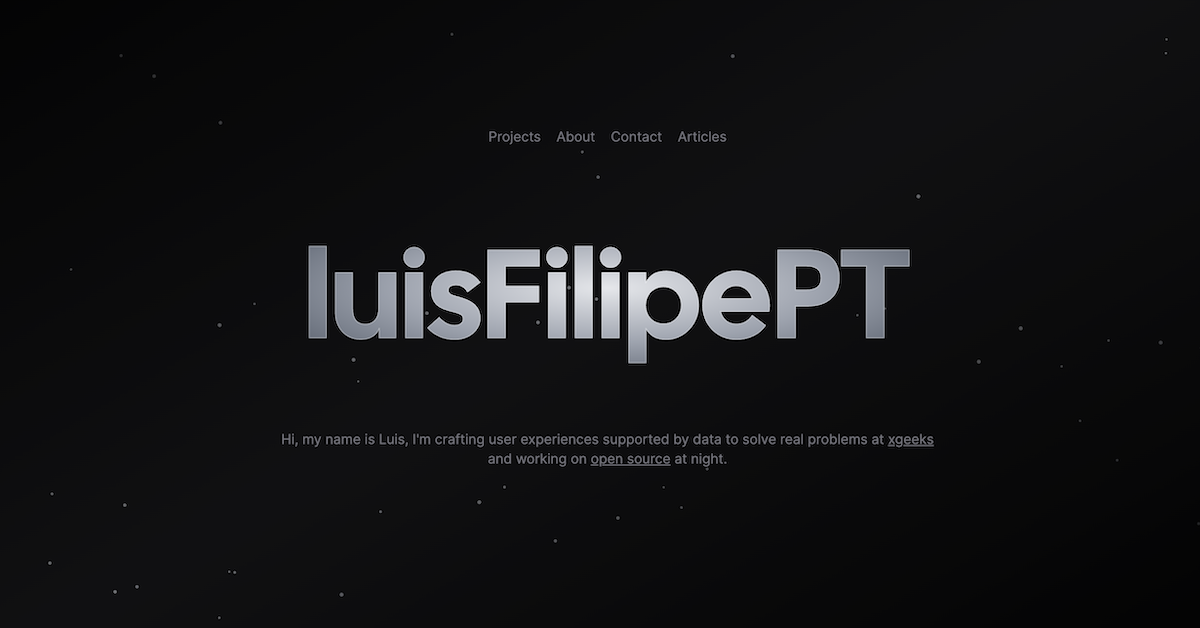 Projects About Contact Articles
luisFilipePT
Hi, my name is Luis, I'm crafting user experiences supported by data to solve real problems at xgeeks
and working on open source at night.